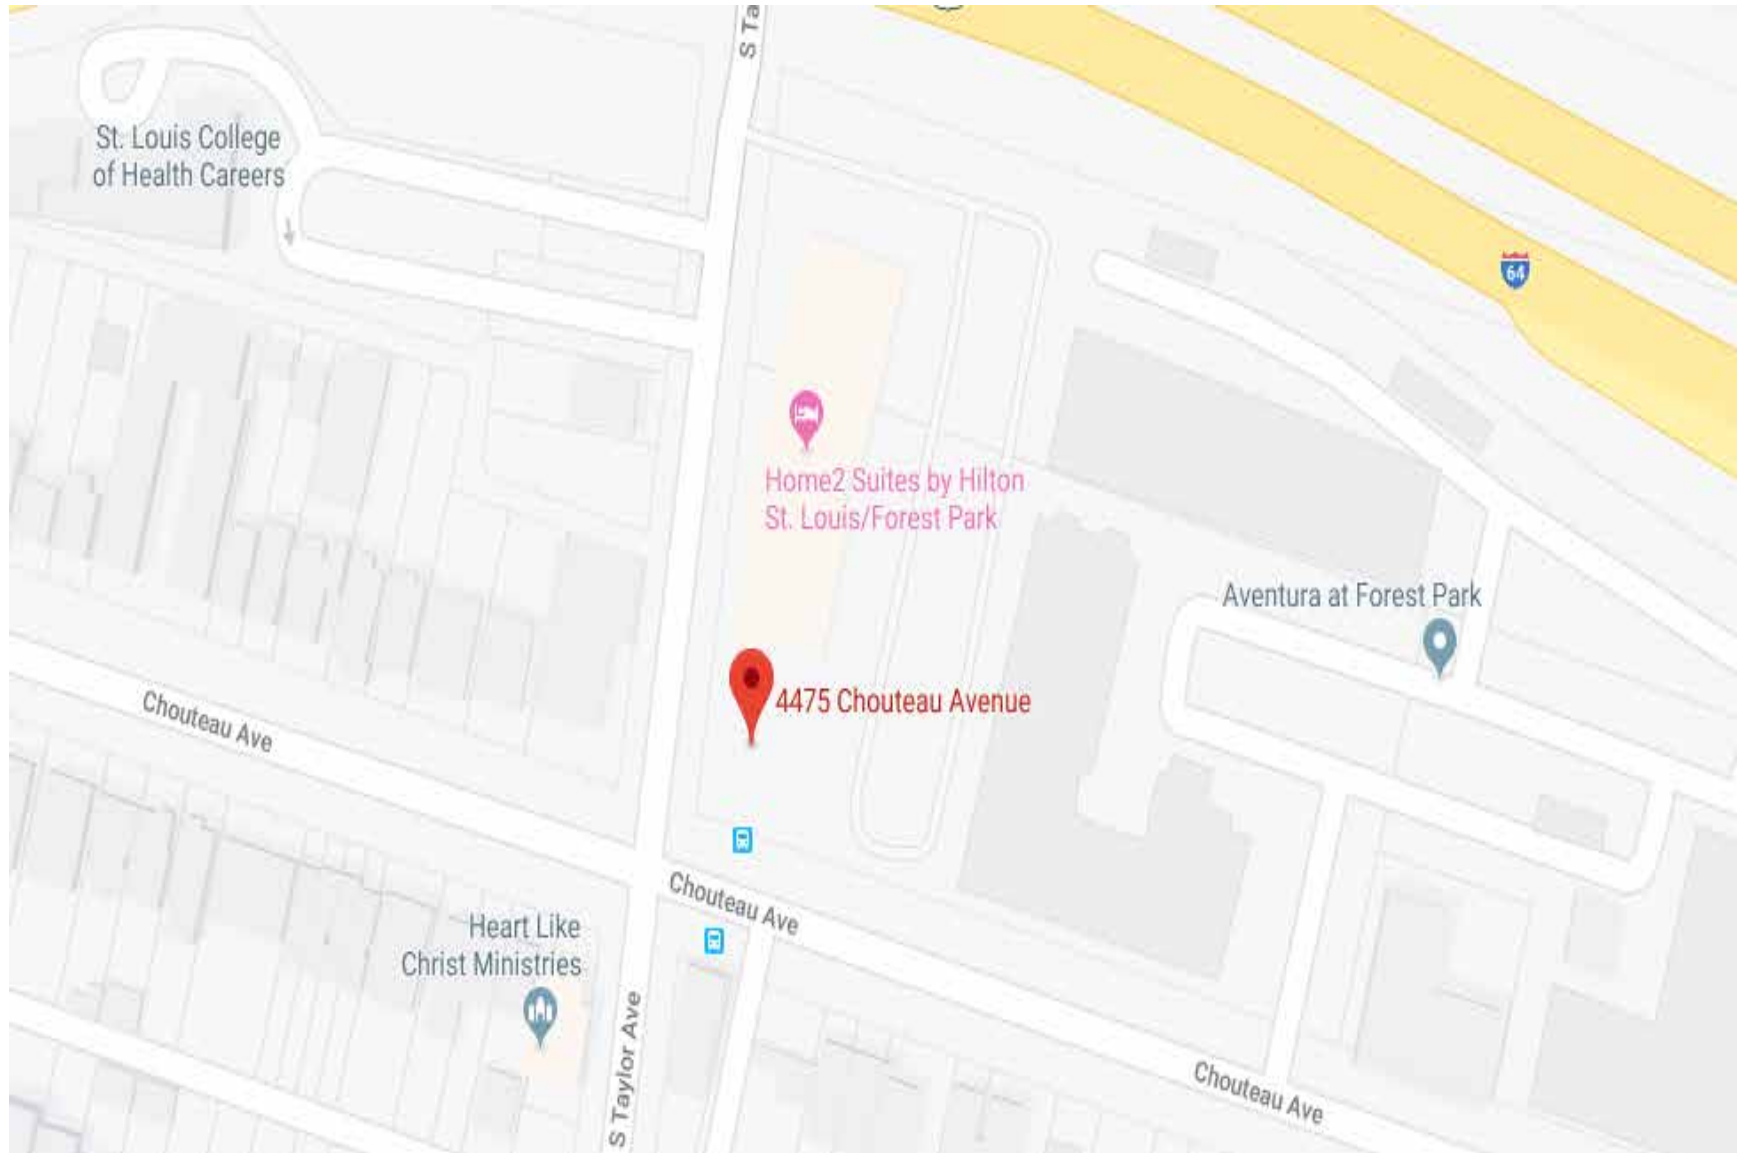 S Ta
St. Louis College
of Health Careers
64
Home2 Suites by Hilton
St. Louis/Forest Park
Aventura at Forest Park
4475 Chouteau Avenue
Chouteau Ave
Chouteau Ave
Heart Like
Christ Ministries
S Taylor Ave
Chouteau Ave